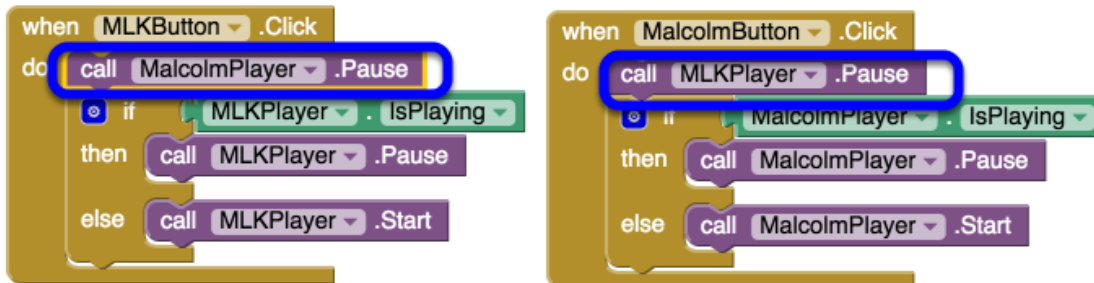 when MLKButton .Click
do call MalcolmPlayer .Pause
if MLKPlayer . IsPlaying
then call MLKPlayer .Pause
else call MLKPlayer .Start
when MalcolmButton .Click
do call MLKPlayer .Pause
if MalcolmPlayer . IsPlaying
then call MalcolmPlayer .Pause
else call MalcolmPlayer .Start